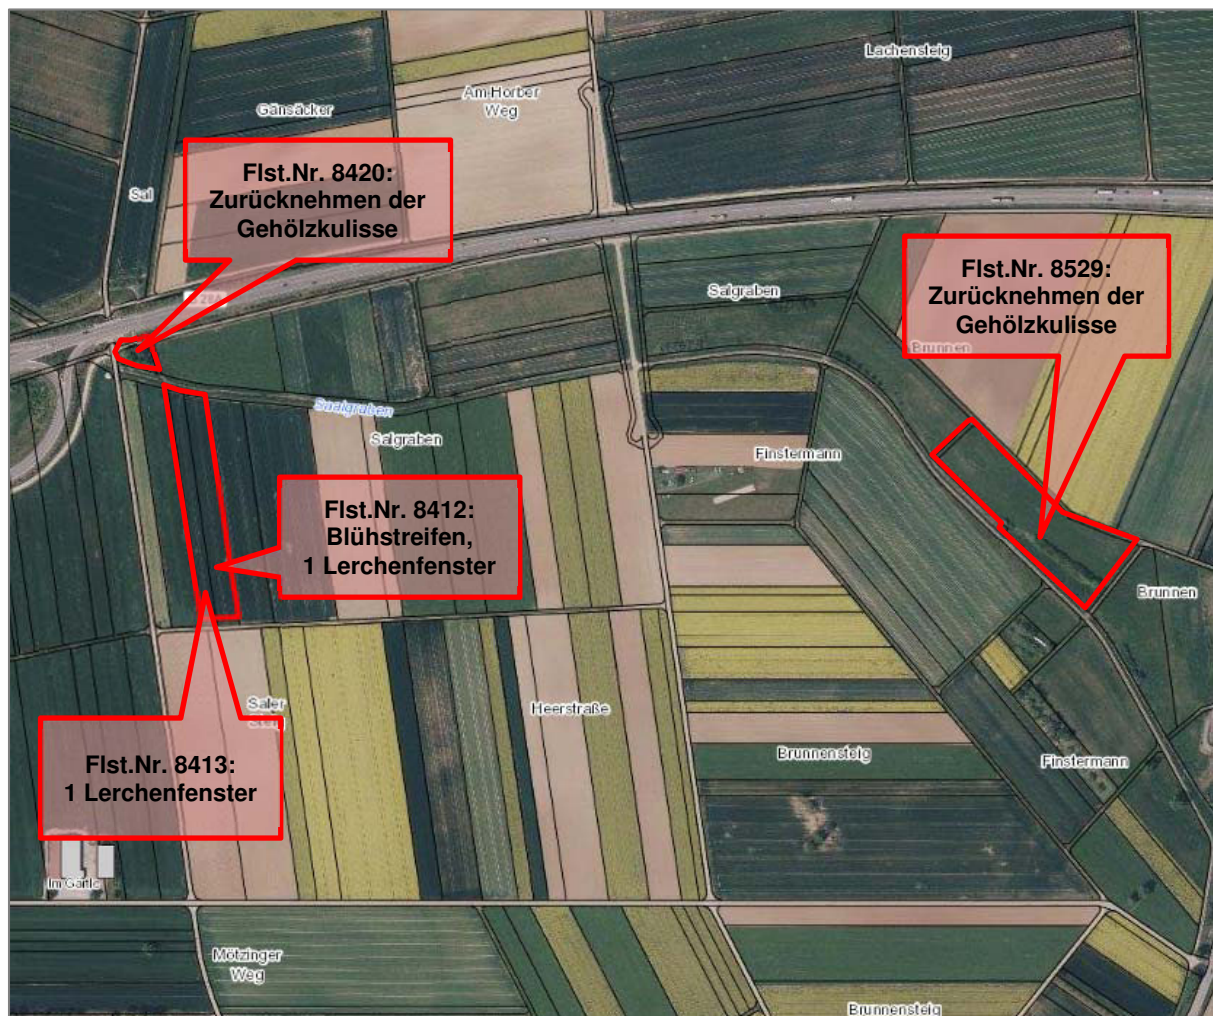 Lachensteig
Am Horber
Weg
Gänsäcker
Flst.Nr. 8420:
Zurücknehmen der
Gehölzkulisse
Sal
Flst.Nr. 8529:
Zurücknehmen der
Gehölzkulisse
Salgraben
Brunnen
Saalgraben
Salgraben
Finstermann
Flst.Nr. 8412:
Blühstreifen,
1 Lerchenfenster
Brunnen
Saler
Heerstraße
Brunnensteig
Finstermann
Flst.Nr. 8413:
1 Lerchenfenster
Im Gärtle
Mötzinger
Weg
Brunnensteig